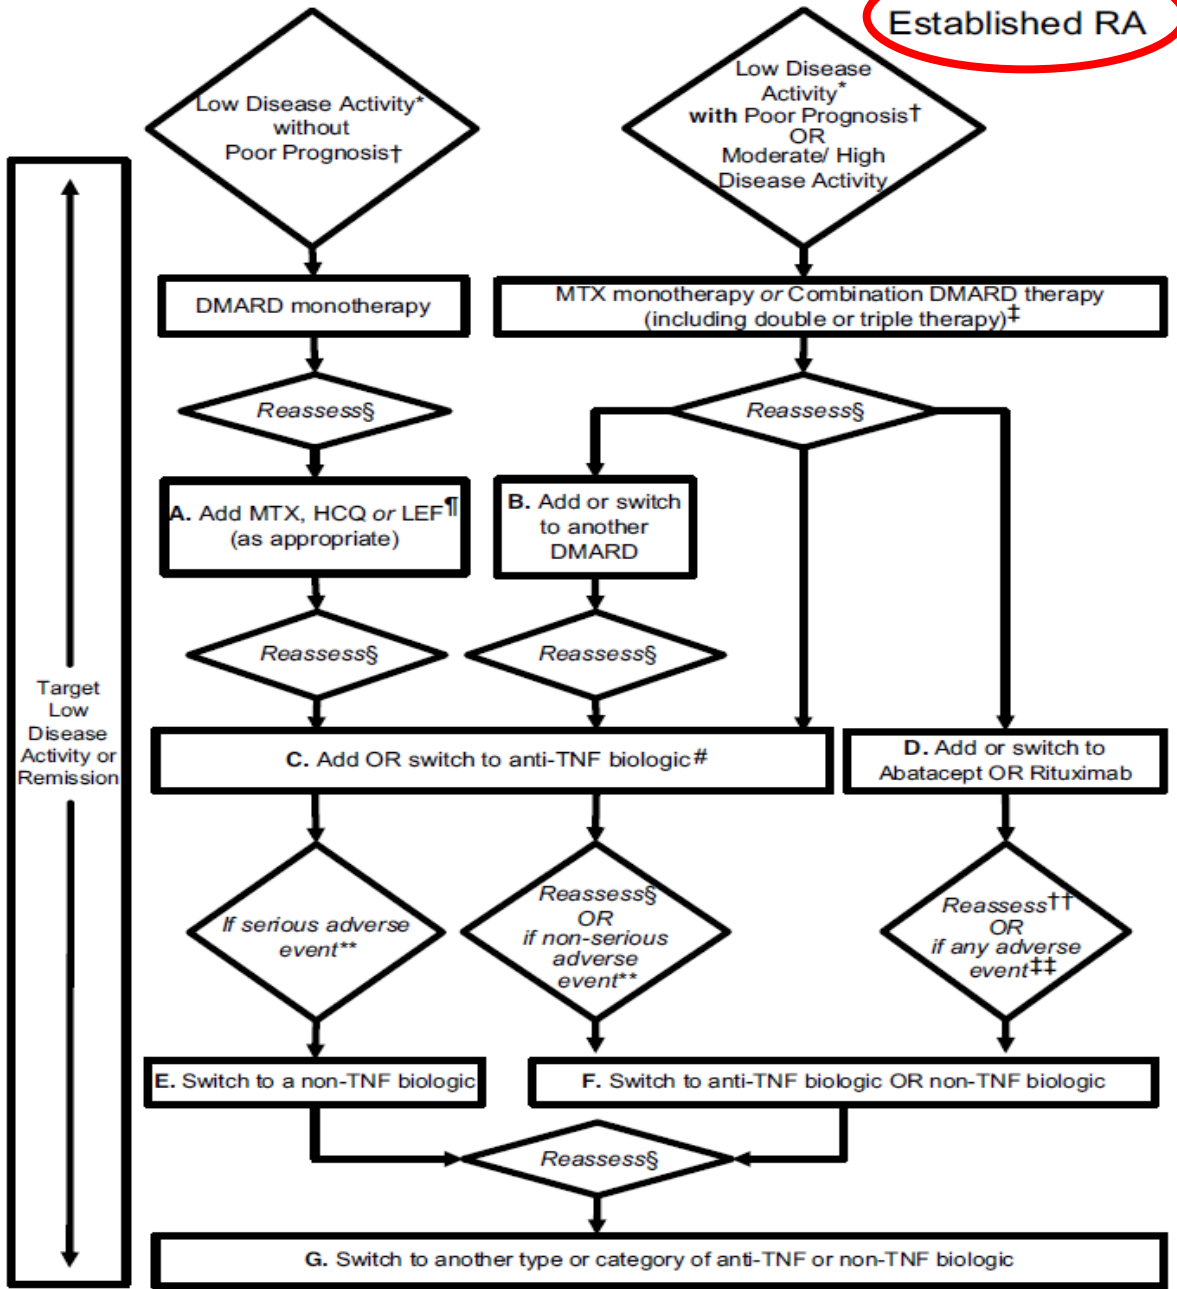 Established RA
Low Disease Activity*
without
Poor Prognosis†
Low Disease
Activity*
with Poor Prognosis†
OR
Moderate/ High
Disease Activity
DMARD monotherapy
MTX monotherapy or Combination DMARD therapy
(including double or triple therapy)‡
Reassess§
Reassess§
A. Add MTX, HCQ or LEF¶
(as appropriate)
B. Add or switch
to another
DMARD
Reassess§
Reassess§
Target
Low
Disease
Activity or
Remission
C. Add OR switch to anti-TNF biologic#
D. Add or switch to
Abatacept OR Rituximab
If serious adverse
event**
Reassess§
OR
if non-serious
adverse
event**
Reassess††
OR
if any adverse
event‡‡
E. Switch to a non-TNF biologic
F. Switch to anti-TNF biologic OR non-TNF biologic
Reassess§
G. Switch to another type or category of anti-TNF or non-TNF biologic